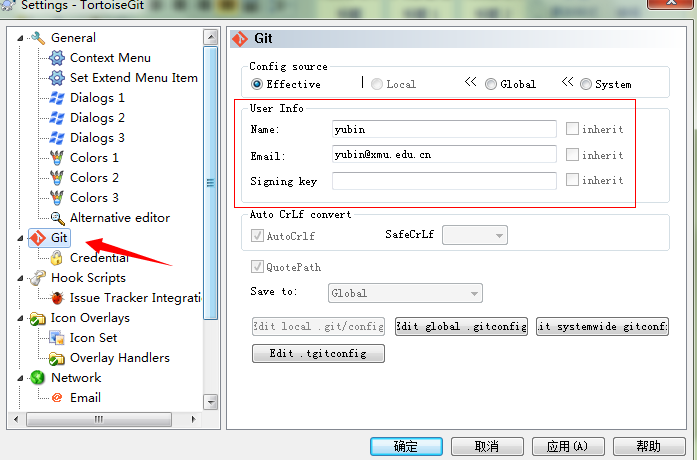 Settings - TortoiseGit
General
Context Menu
Set Extend Menu Item
Dialogs 1
Dialogs 2
Dialogs 3
Colors 1
Colors 2
Colors 3
Alternative editor
Git
Credential
Hook Scripts
Issue Tracker Integrati
Icon Overlays
Icon Set
Overlay Handlers
Network
Email
Git
Config source
Effective | Local << Global << System
User Info
Name: yubin inherit
Email: yubin@xmu.edu.cn inherit
Signing key inherit
Auto CrLf convert
AutoCrlf SafeCrLf
QuotePath
Save to: Global
Edit local .git/config Edit global .gitconfig it systemwide gitconf
Edit .tgitconfig
确定 取消 应用(A) 帮助